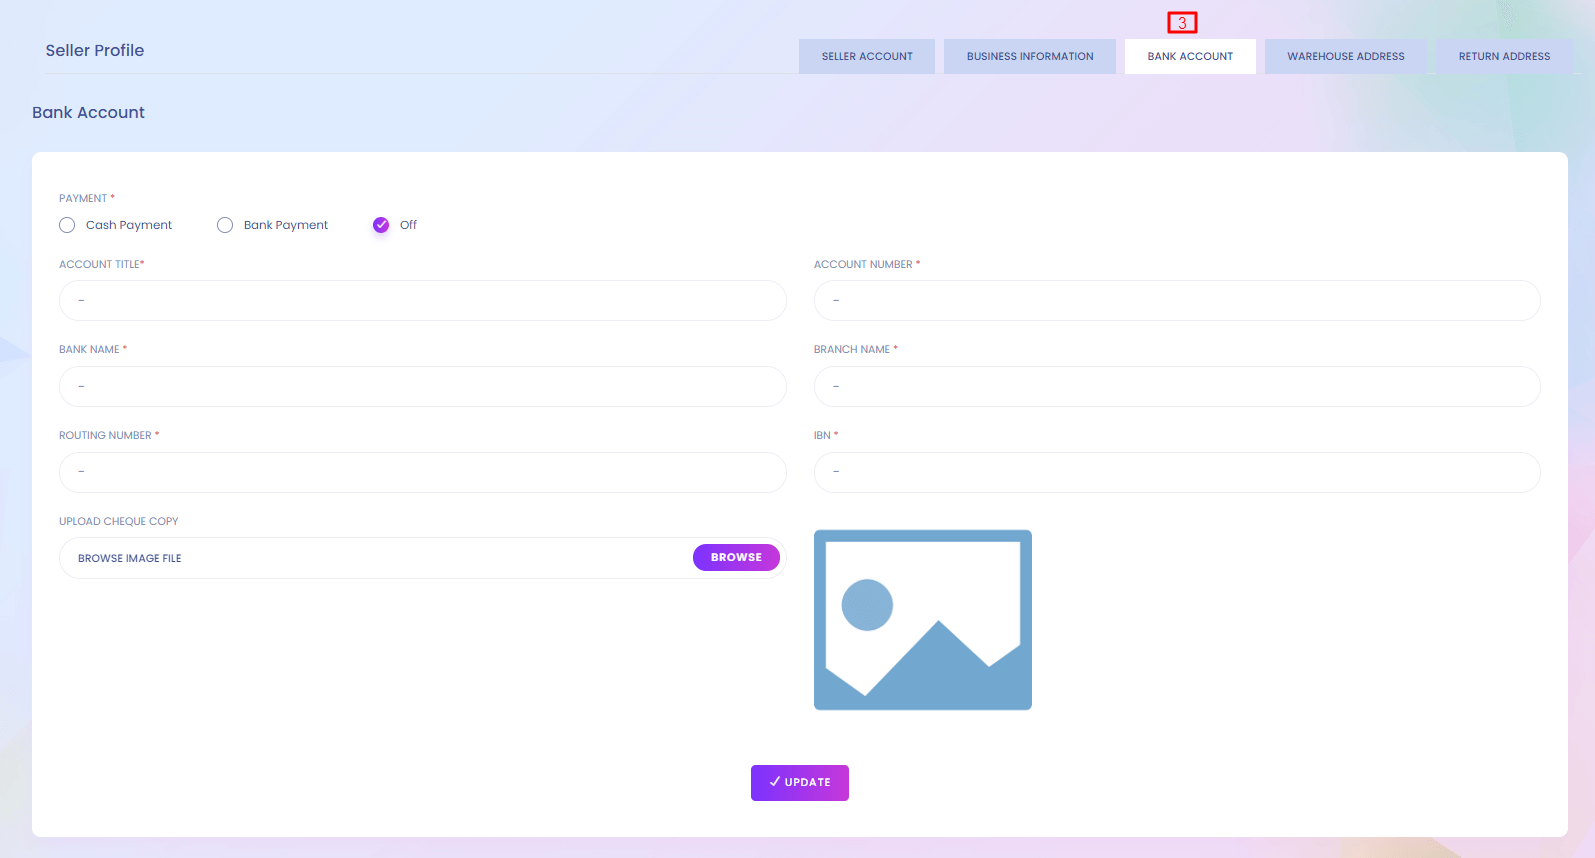 3
Seller Profile
SELLER ACCOUNT BUSINESS INFORMATION BANK ACCOUNT WAREHOUSE ADDRESS RETURN ADDRESS
Bank Account
PAYMENT *
Cash Payment Bank Payment Off
ACCOUNT TITLE* ACCOUNT NUMBER *
- -
BANK NAME * BRANCH NAME *
- -
ROUTING NUMBER * IBN *
- -
UPLOAD CHEQUE COPY
BROWSE IMAGE FILE BROWSE
✓ UPDATE